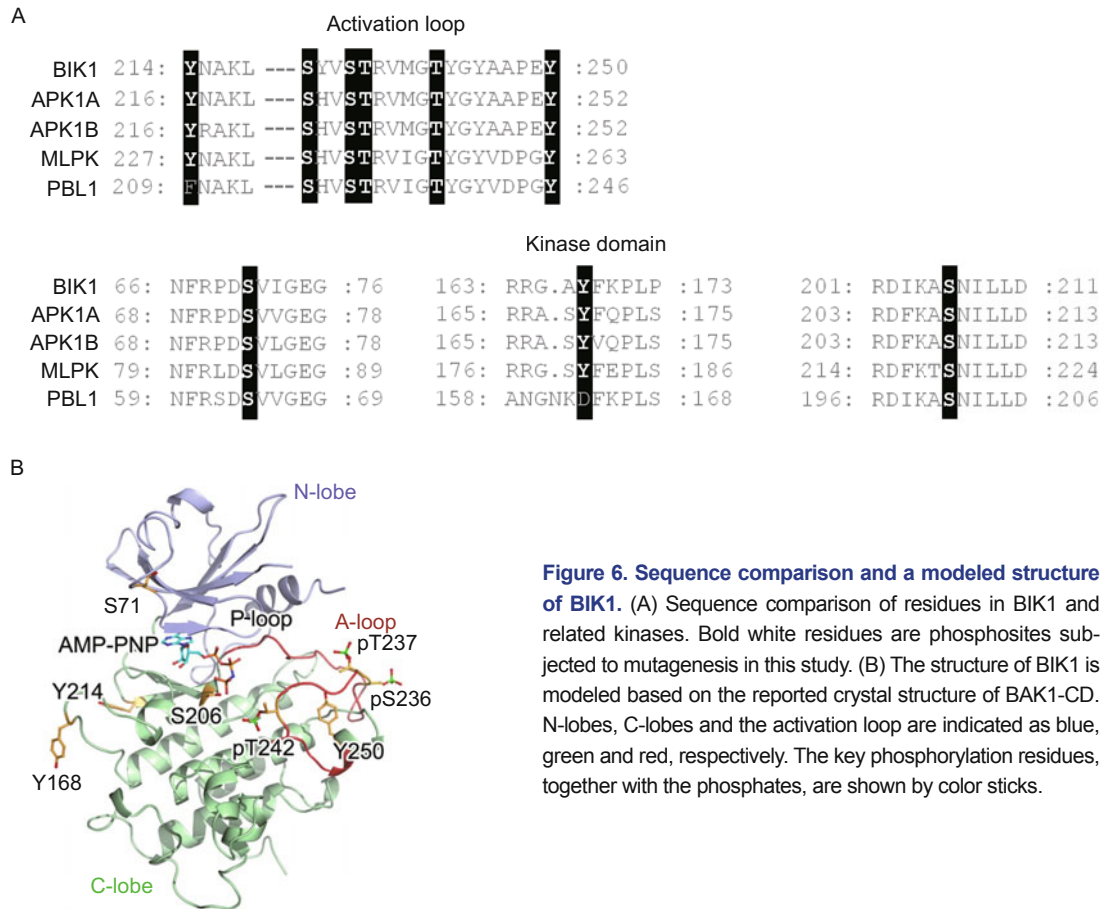 A
Activation loop
BIK1 214: YNAKL --- SYVSTRVMGTYGYAAPEY :250
APK1A 216: YNAKL --- SHVSTRVMGTYGYAAPEY :252
APK1B 216: YRAKL --- SHVSTRVMGTYGYAAPEY :252
MLPK 227: YNAKL --- SHVSTRVIGTYGYVDPGY :263
PBL1 209: FNAKL --- SHVSTRVIGTYGYVDPGY :246
Kinase domain
BIK1 66: NFRPDSVIGEG :76 163: RRG.AYFKPLP :173 201: RDIKASNILLD :211
APK1A 68: NFRPDSVVGEG :78 165: RRA.SYFQPLS :175 203: RDFKASNILLD :213
APK1B 68: NFRPDSVLGEG :78 165: RRA.SYVQPLS :175 203: RDFKASNILLD :213
MLPK 79: NFRLDSVLGEG :89 176: RRG.SYFEPLS :186 214: RDFKTSNILLD :224
PBL1 59: NFRSDSVVGEG :69 158: ANGNKDFKPLS :168 196: RDIKASNILLD :206
B
N-lobe
S71
P-loop
A-loop
AMP-PNP
pT237
Y214
pS236
S206
pT242
Y250
Y168
C-lobe
Figure 6. Sequence comparison and a modeled structure
of BIK1. (A) Sequence comparison of residues in BIK1 and
related kinases. Bold white residues are phosphosites sub-
jected to mutagenesis in this study. (B) The structure of BIK1 is
modeled based on the reported crystal structure of BAK1-CD.
N-lobes, C-lobes and the activation loop are indicated as blue,
green and red, respectively. The key phosphorylation residues,
together with the phosphates, are shown by color sticks.